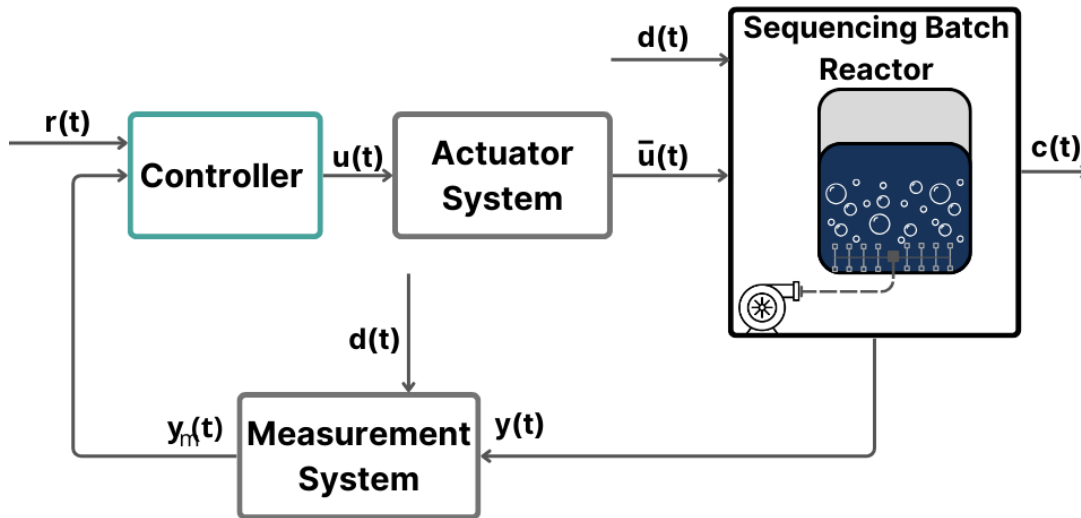 Sequencing Batch
Reactor
d(t)
r(t)
Controller
u(t)
Actuator
System
ū(t)
c(t)
d(t)
yₘ(t)
Measurement
System
y(t)